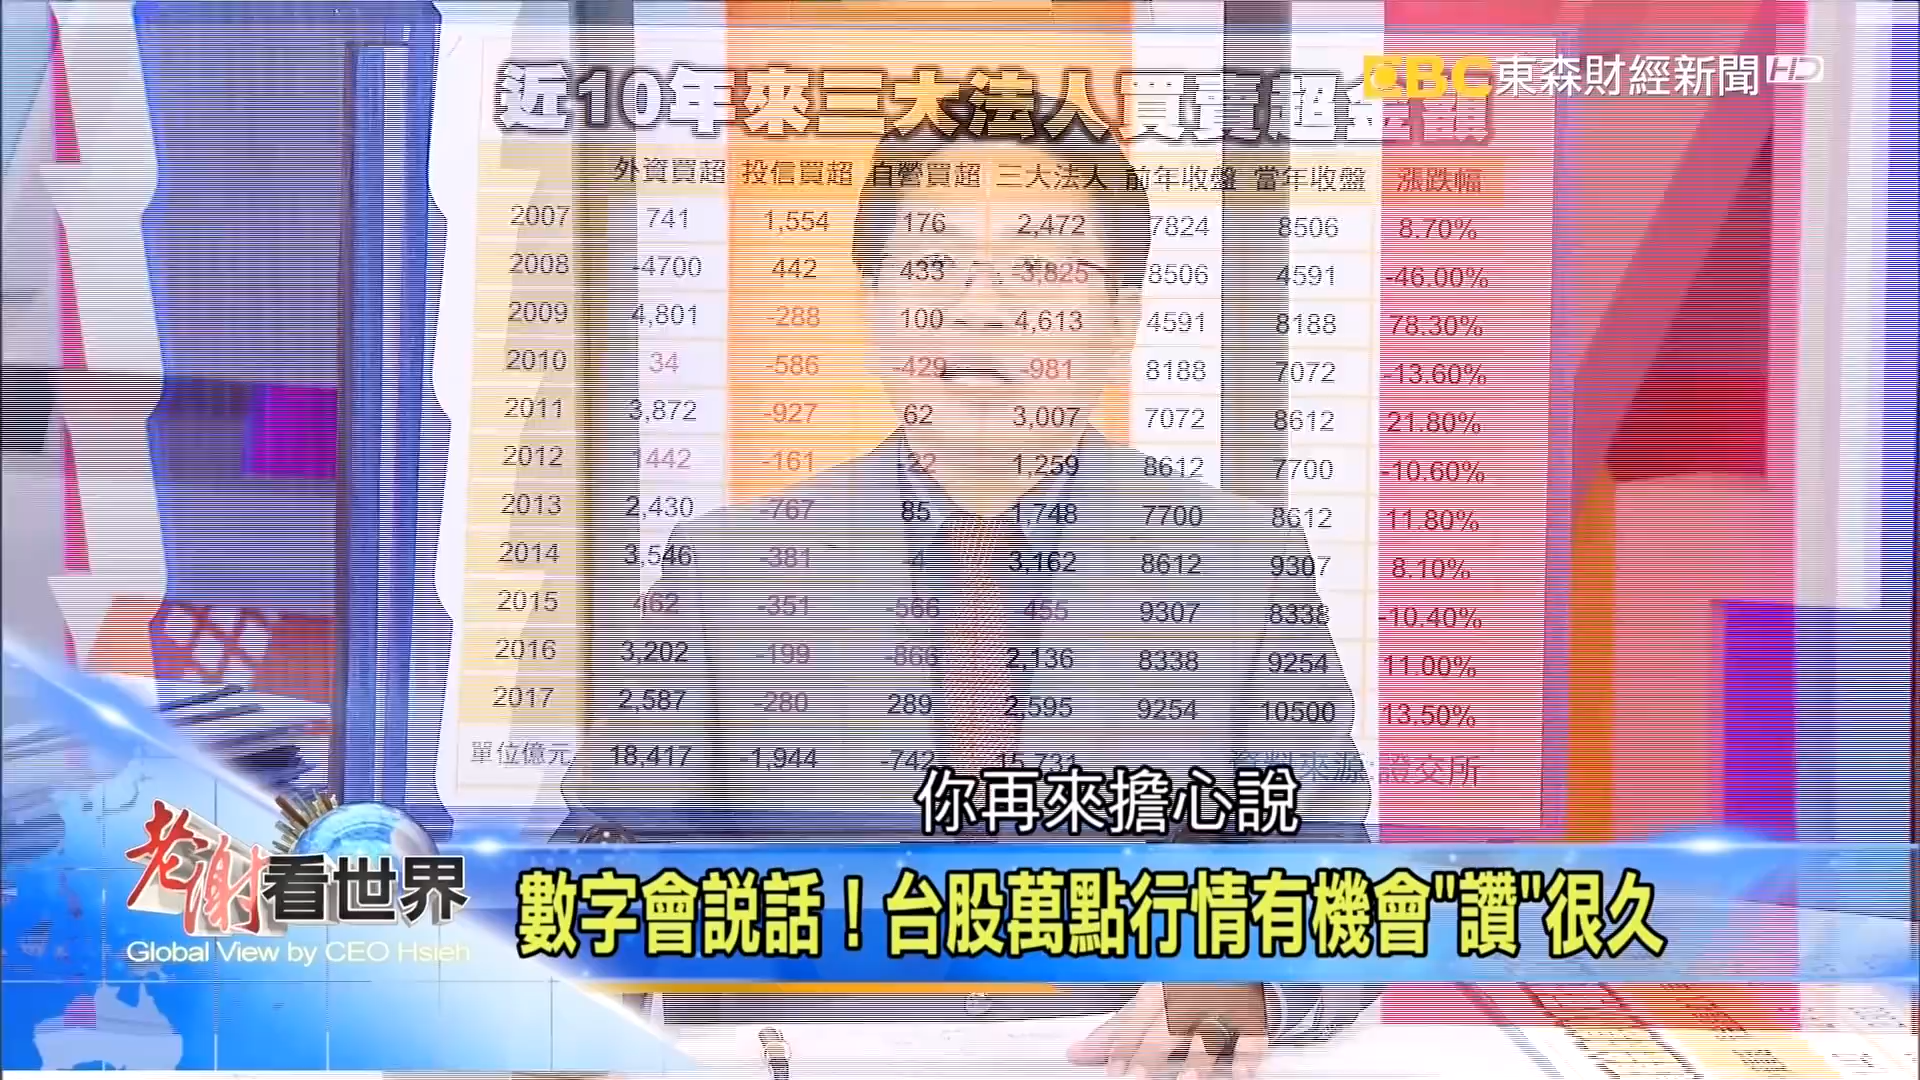 EBC 東森財經新聞 HD
近10年來三大法人買賣超金額
外資買超 投信買超 自營買超 三大法人 前年收盤 當年收盤 漲跌幅
2007 741 1,554 176 2,472 7824 8506 8.70%
2008 -4700 442 433 -3,825 8506 4591 -46.00%
2009 4,801 -288 100 4,613 4591 8188 78.30%
2010 34 -586 -429 -981 8188 7072 -13.60%
2011 3,872 -927 62 3,007 7072 8612 21.80%
2012 1442 -161 -22 1,259 8612 7700 -10.60%
2013 2,430 -767 85 1,748 7700 8612 11.80%
2014 3,546 -381 -4 3,162 8612 9307 8.10%
2015 462 -351 -566 -455 9307 8338 -10.40%
2016 3,202 -199 -866 2,136 8338 9254 11.00%
2017 2,587 -280 289 2,595 9254 10500 13.50%
單位億元 18,417 -1,944 -742 15,731 資料來源:證交所
你再來擔心說
老謝看世界
Global View by CEO Hsieh
數字會說話！台股萬點行情有機會"讚"很久